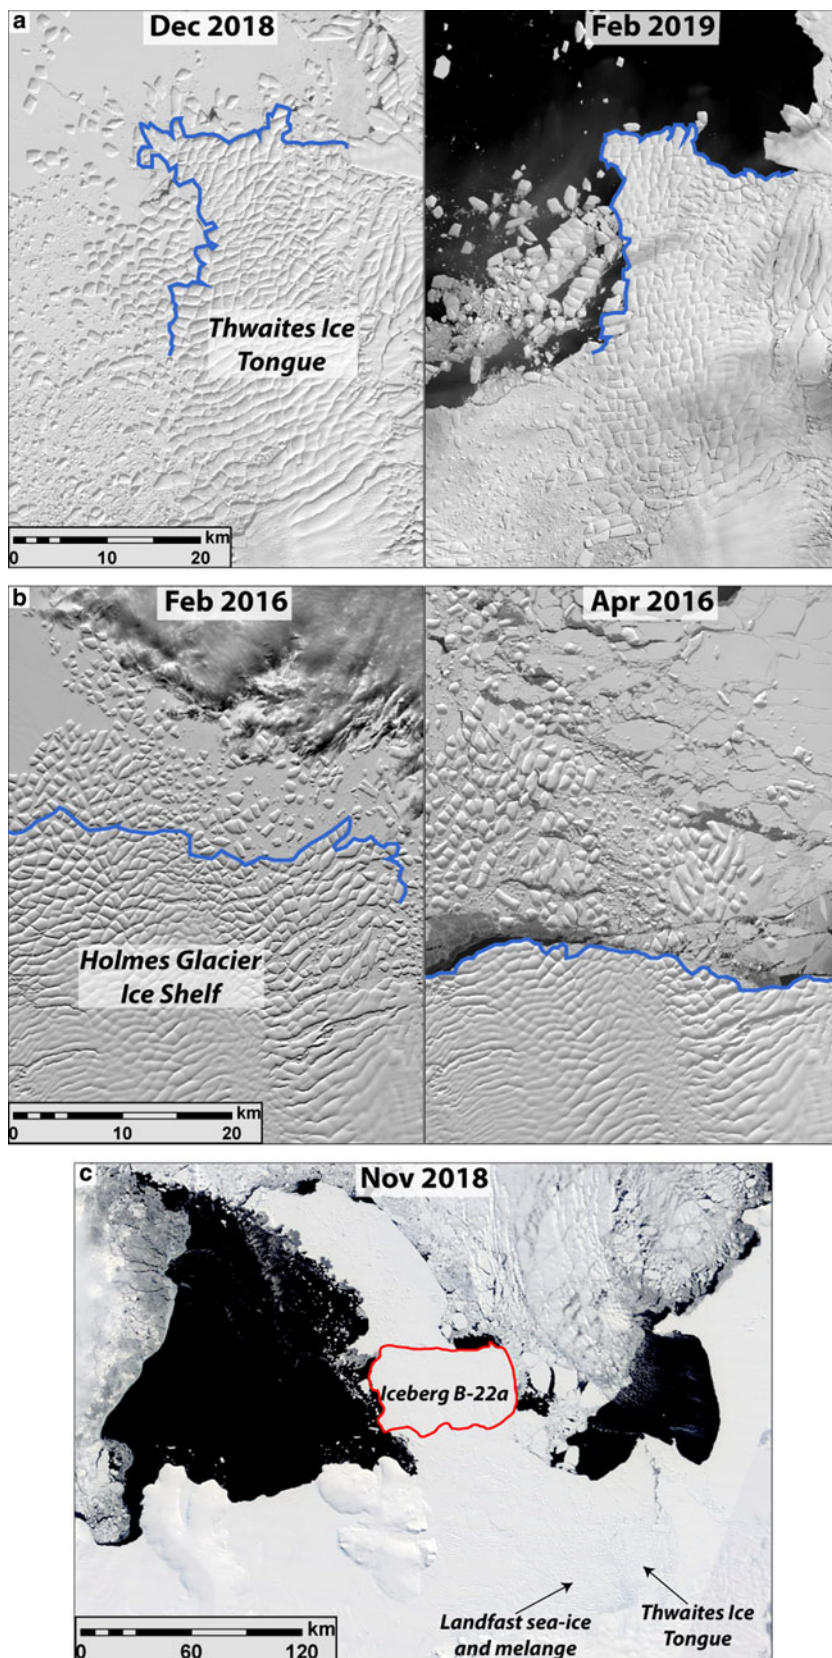 a
Dec 2018
Feb 2019
Thwaites Ice
Tongue
km
0 10 20
b
Feb 2016
Apr 2016
Holmes Glacier
Ice Shelf
km
0 10 20
c
Nov 2018
Iceberg B-22a
km
0 60 120
Landfast sea-ice
and melange
Thwaites Ice
Tongue